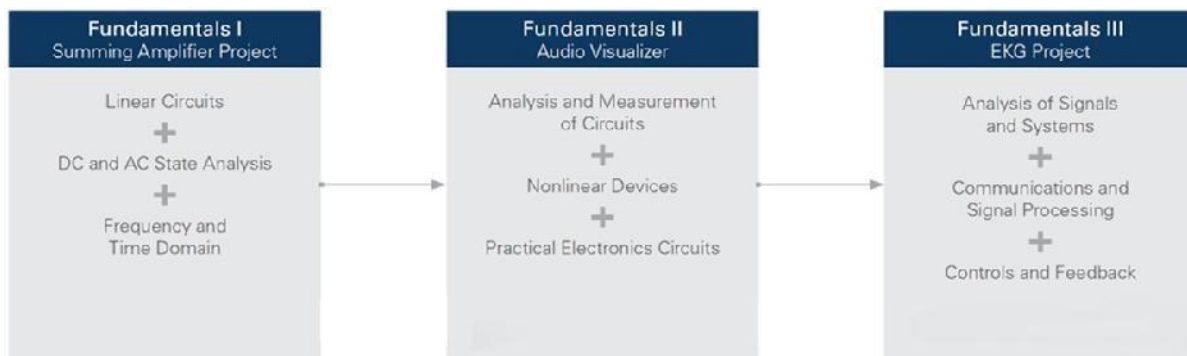 Fundamentals I
Summing Amplifier Project
Linear Circuits
+
DC and AC State Analysis
+
Frequency and
Time Domain
Fundamentals II
Audio Visualizer
Analysis and Measurement
of Circuits
+
Nonlinear Devices
+
Practical Electronics Circuits
Fundamentals III
EKG Project
Analysis of Signals
and Systems
+
Communications and
Signal Processing
+
Controls and Feedback